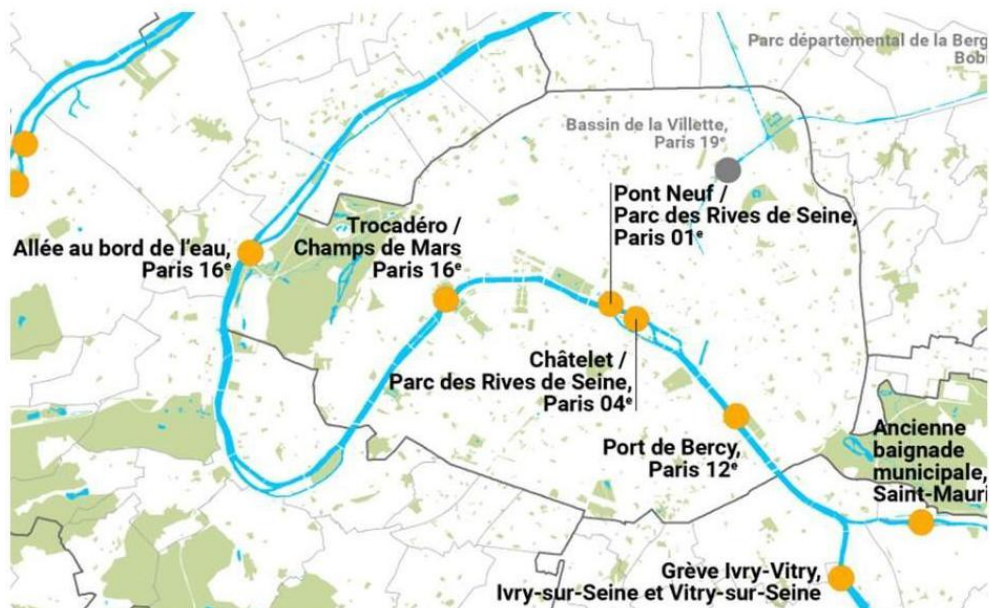 Parc départemental de la Berg
Bobi
Bassin de la Villette,
Paris 19e
Pont Neuf /
Parc des Rives de Seine,
Paris 01e
Trocadéro /
Champs de Mars
Paris 16e
Allée au bord de l'eau,
Paris 16e
Châtelet /
Parc des Rives de Seine,
Paris 04e
Port de Bercy,
Paris 12e
Ancienne
baignade
municipale,
Saint-Mauri
Grève Ivry-Vitry,
Ivry-sur-Seine et Vitry-sur-Seine